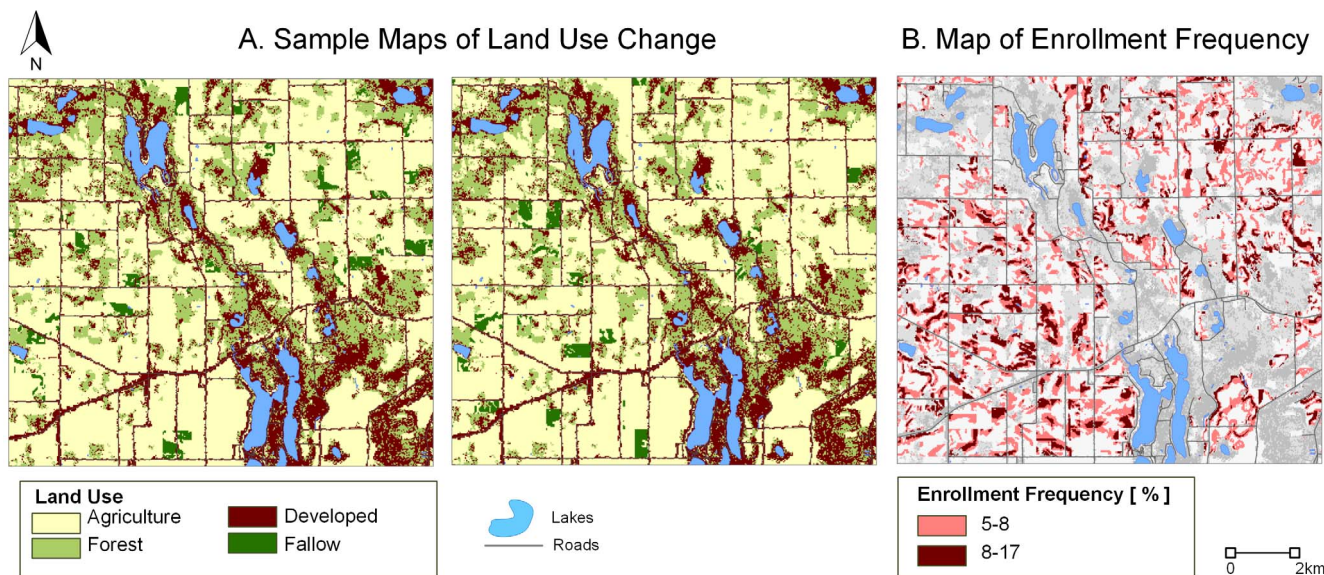 A. Sample Maps of Land Use Change
B. Map of Enrollment Frequency
N
Land Use
Agriculture
Developed
Forest
Fallow
Lakes
Roads
Enrollment Frequency [ % ]
5-8
8-17
0 2km